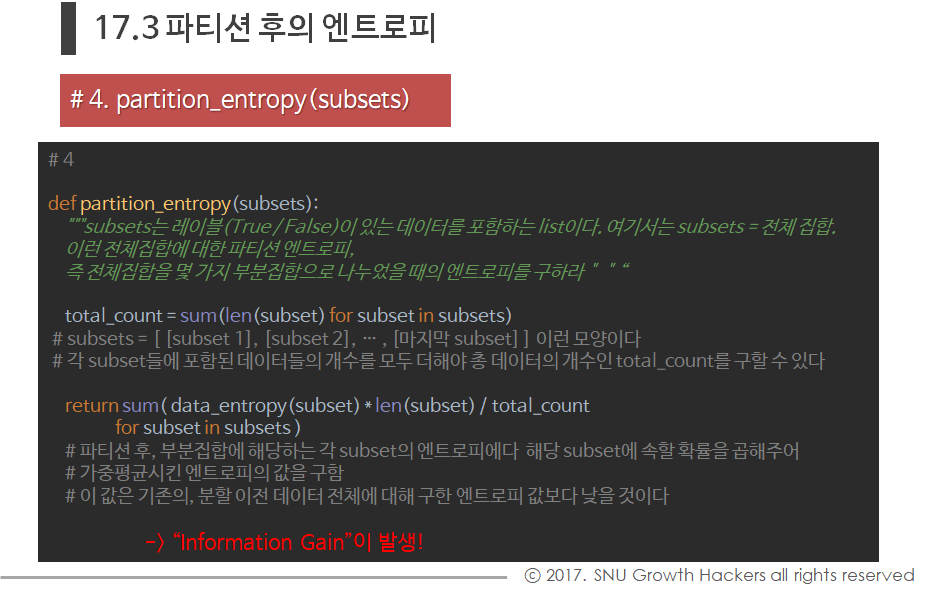 17.3 파티션 후의 엔트로피
# 4. partition_entropy(subsets)
# 4
def partition_entropy(subsets):
"""subsets는 레이블(True / False)이 있는 데이터를 포함하는 list이다. 여기서는 subsets = 전체 집합.
이런 전체집합에 대한 파티션 엔트로피,
즉 전체집합을 몇 가지 부분집합으로 나누었을 때의 엔트로피를 구하라 " " “
total_count = sum(len(subset) for subset in subsets)
# subsets = [ [subset 1], [subset 2], … , [마지막 subset] ] 이런 모양이다
# 각 subset들에 포함된 데이터들의 개수를 모두 더해야 총 데이터의 개수인 total_count를 구할 수 있다
return sum( data_entropy(subset) * len(subset) / total_count
for subset in subsets )
# 파티션 후, 부분집합에 해당하는 각 subset의 엔트로피에다 해당 subset에 속할 확률을 곱해주어
# 가중평균시킨 엔트로피의 값을 구함
# 이 값은 기존의, 분할 이전 데이터 전체에 대해 구한 엔트로피 값보다 낮을 것이다
-> “Information Gain”이 발생!
ⓒ 2017. SNU Growth Hackers all rights reserved